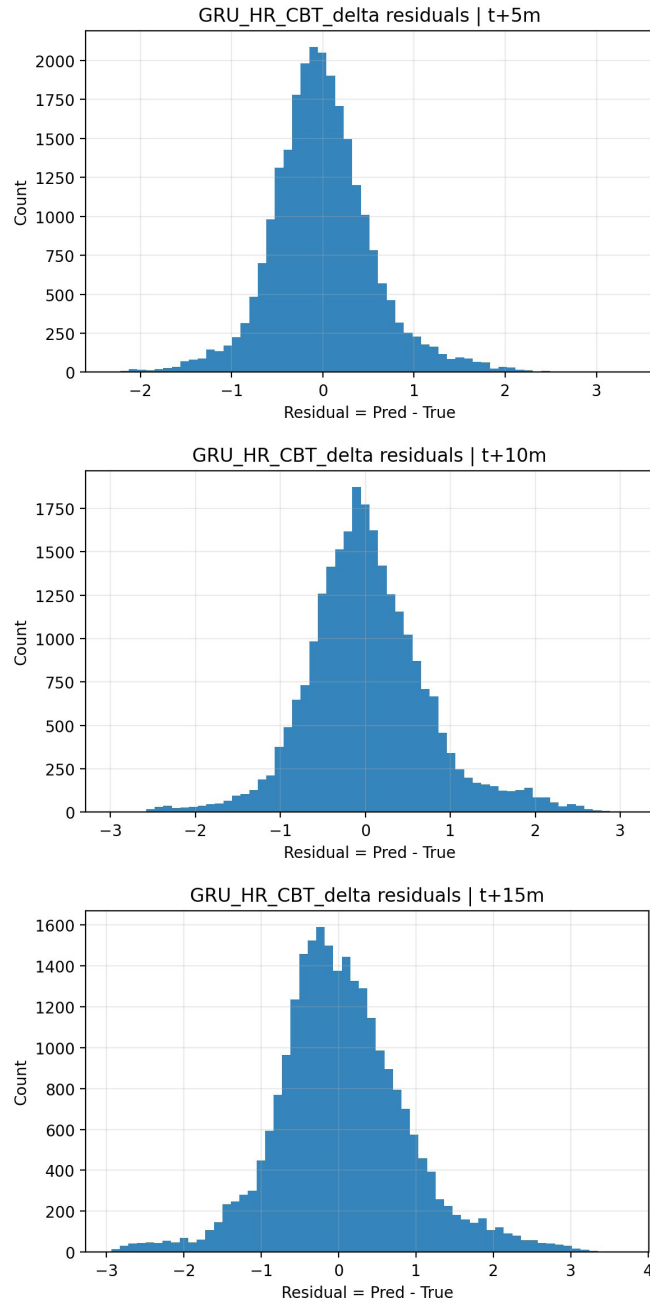 GRU_HR_CBT_delta residuals | t+5m
2000
1750
1500
1250
1000
750
500
250
0
Count
−2 −1 0 1 2 3
Residual = Pred - True
GRU_HR_CBT_delta residuals | t+10m
1750
1500
1250
1000
750
500
250
0
Count
−3 −2 −1 0 1 2 3
Residual = Pred - True
GRU_HR_CBT_delta residuals | t+15m
1600
1400
1200
1000
800
600
400
200
0
Count
−3 −2 −1 0 1 2 3 4
Residual = Pred - True